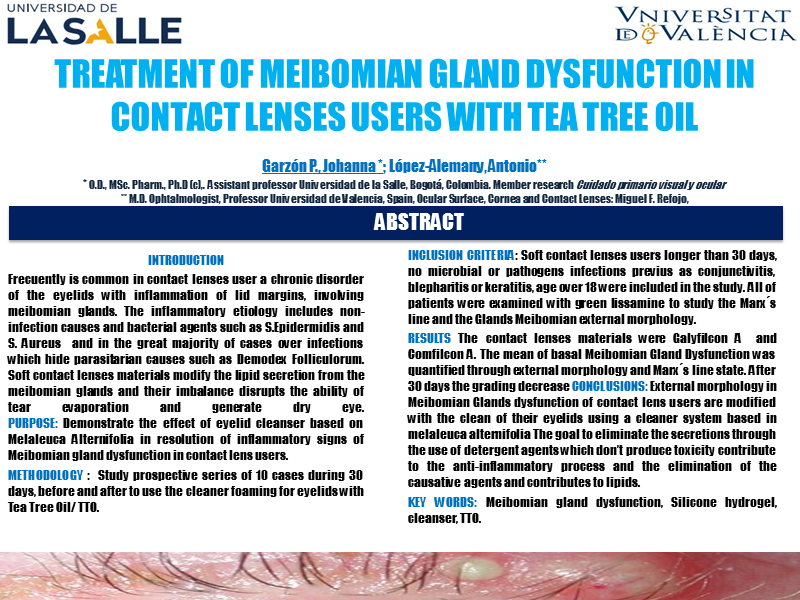 UNIVERSIDAD DE
LA SALLE
VNIVERSITAT
ID VALÈNCIA
TREATMENT OF MEIBOMIAN GLAND DYSFUNCTION IN
CONTACT LENSES USERS WITH TEA TREE OIL
Garzón P., Johanna *; López-Alemany, Antonio**
* O.D., MSc. Pharm., Ph.D (c),. Assistant professor Universidad de la Salle, Bogotá, Colombia. Member research Cuidado primario visual y ocular
** M.D. Ophtalmologist, Professor Universidad de Valencia, Spain, Ocular Surface, Cornea and Contact Lenses: Miguel F. Refojo,
ABSTRACT
INTRODUCTION
Frecuently is common in contact lenses user a chronic disorder
of the eyelids with inflammation of lid margins, involving
meibomian glands. The inflammatory etiology includes non-
infection causes and bacterial agents such as S.Epidermidis and
S. Aureus and in the great majority of cases over infections
which hide parasitarian causes such as Demodex Folliculorum.
Soft contact lenses materials modify the lipid secretion from the
meibomian glands and their imbalance disrupts the ability of
tear evaporation and generate dry eye.
PURPOSE: Demonstrate the effect of eyelid cleanser based on
Melaleuca Alternifolia in resolution of inflammatory signs of
Meibomian gland dysfunction in contact lens users.
METHODOLOGY : Study prospective series of 10 cases during 30
days, before and after to use the cleaner foaming for eyelids with
Tea Tree Oil/ TTO.
INCLUSION CRITERIA: Soft contact lenses users longer than 30 days,
no microbial or pathogens infections previus as conjunctivitis,
blepharitis or keratitis, age over 18 were included in the study. All of
patients were examined with green lissamine to study the Marx´s
line and the Glands Meibomian external morphology.
RESULTS The contact lenses materials were Galyfilcon A and
Comfilcon A. The mean of basal Meibomian Gland Dysfunction was
quantified through external morphology and Marx´s line state. After
30 days the grading decrease CONCLUSIONS: External morphology in
Meibomian Glands dysfunction of contact lens users are modified
with the clean of their eyelids using a cleaner system based in
melaleuca alternifolia The goal to eliminate the secretions through
the use of detergent agents which don't produce toxicity contribute
to the anti-inflammatory process and the elimination of the
causative agents and contributes to lipids.
KEY WORDS: Meibomian gland dysfunction, Silicone hydrogel,
cleanser, TTO.